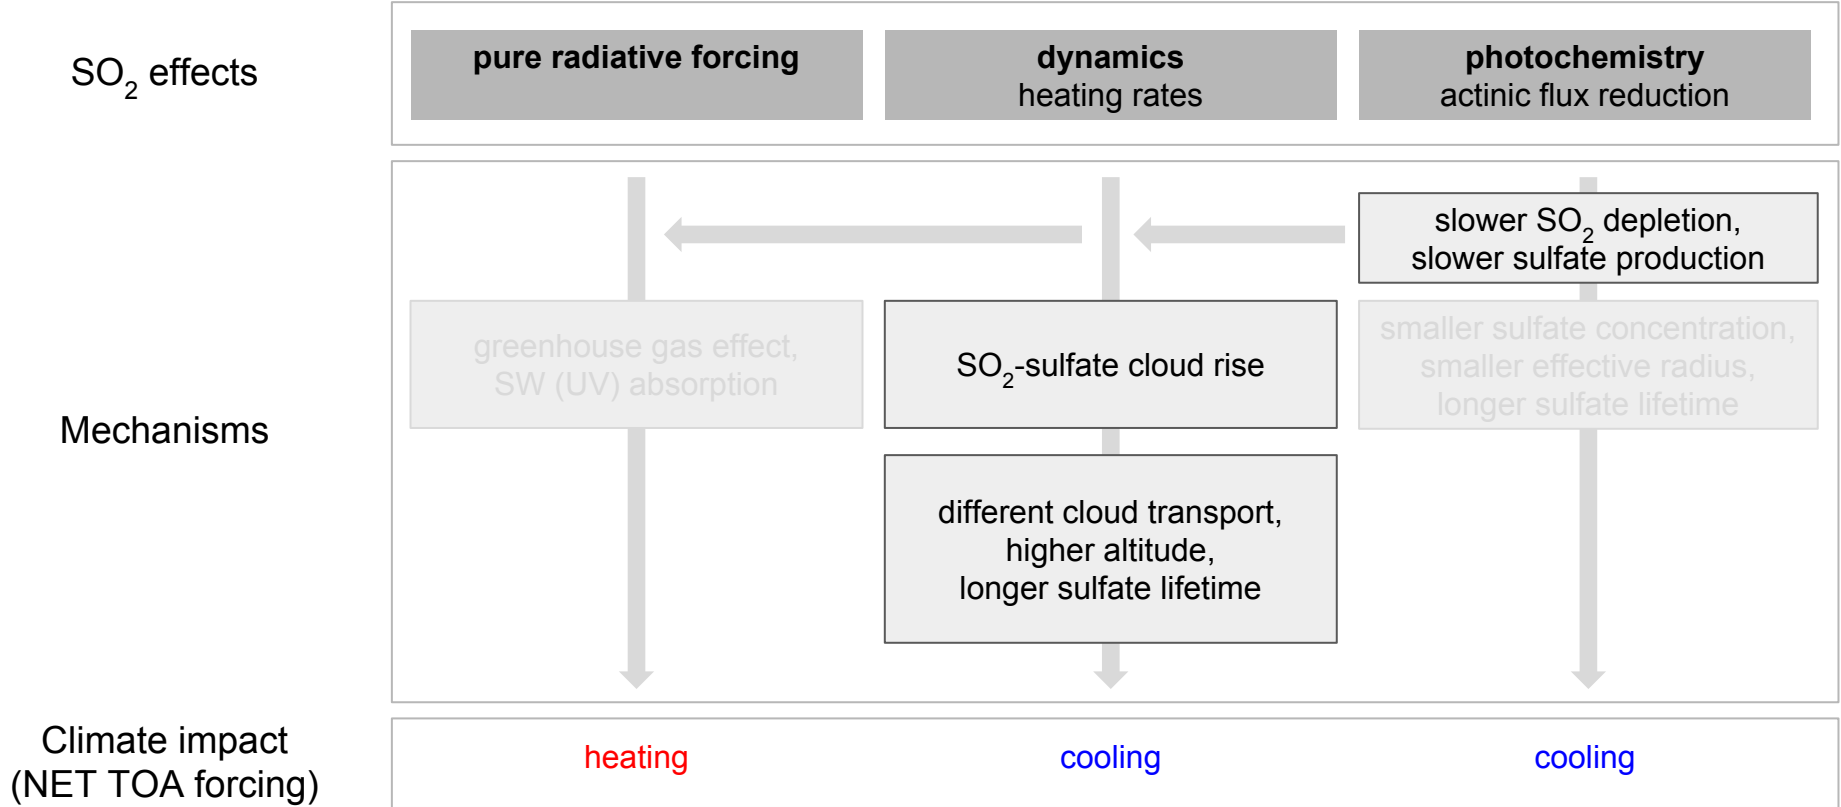 SO₂ effects
pure radiative forcing
dynamics
heating rates
photochemistry
actinic flux reduction
Mechanisms
slower SO₂ depletion,
slower sulfate production
greenhouse gas effect,
SW (UV) absorption
SO₂-sulfate cloud rise
smaller sulfate concentration,
smaller effective radius,
longer sulfate lifetime
different cloud transport,
higher altitude,
longer sulfate lifetime
Climate impact
(NET TOA forcing)
heating
cooling
cooling